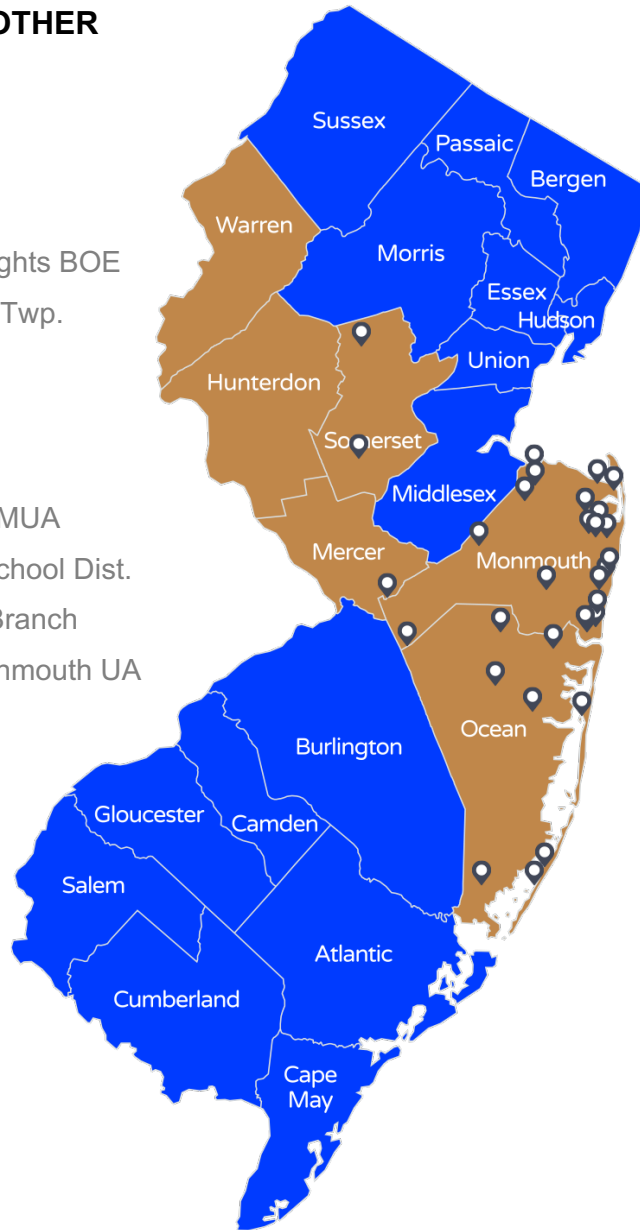 OTHER
Sussex
Passaic
Bergen
Warren
Morris
ghts BOE
Essex
Twp.
Hudson
Union
Hunterdon
Somerset
Middlesex
MUA
Mercer
Monmouth
chool Dist.
Branch
nmouth UA
Ocean
Burlington
Gloucester
Camden
Salem
Atlantic
Cumberland
Cape
May